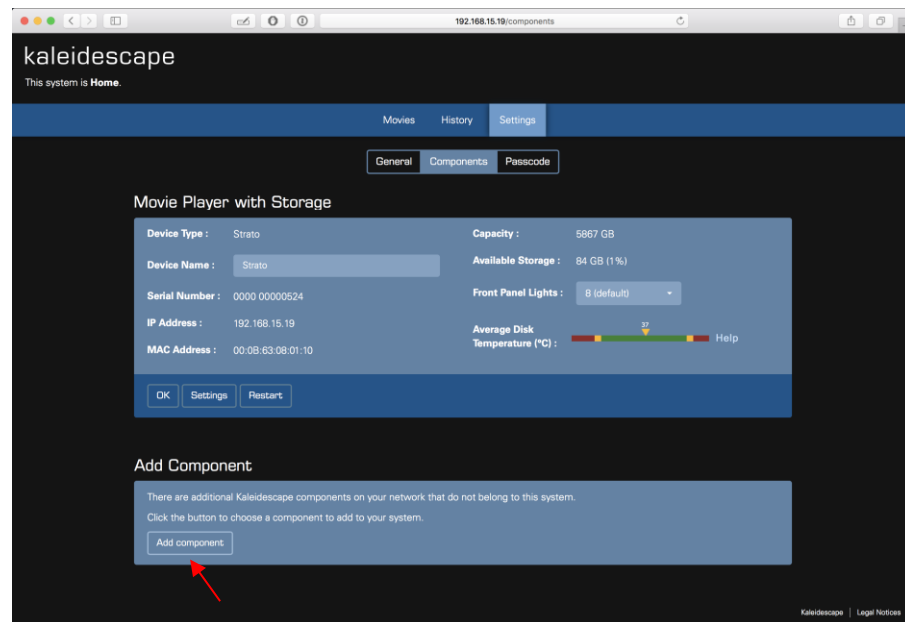 192.168.15.19/components
kaleidescape
This system is Home.
Movies History Settings
General Components Passcode
Movie Player with Storage
Device Type : Strato
Device Name : Strato
Serial Number : 0000 00000524
IP Address : 192.168.15.19
MAC Address : 00:0B:63:08:01:10
Capacity : 5867 GB
Available Storage : 84 GB (1%)
Front Panel Lights : 8 (default)
37
Average Disk
Temperature (°C) : Help
OK Settings Restart
Add Component
There are additional Kaleidescape components on your network that do not belong to this system.
Click the button to choose a component to add to your system.
Add component
Kaleidescape | Legal Notices